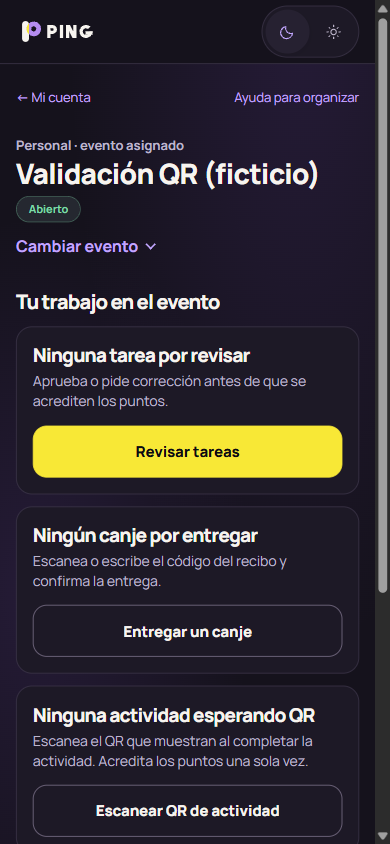 PING
← Mi cuenta
Ayuda para organizar
Personal · evento asignado
Validación QR (ficticio)
Abierto
Cambiar evento
Tu trabajo en el evento
Ninguna tarea por revisar
Aprueba o pide corrección antes de que se
acrediten los puntos.
Revisar tareas
Ningún canje por entregar
Escanea o escribe el código del recibo y
confirma la entrega.
Entregar un canje
Ninguna actividad esperando QR
Escanea el QR que muestran al completar la
actividad. Acredita los puntos una sola vez.
Escanear QR de actividad